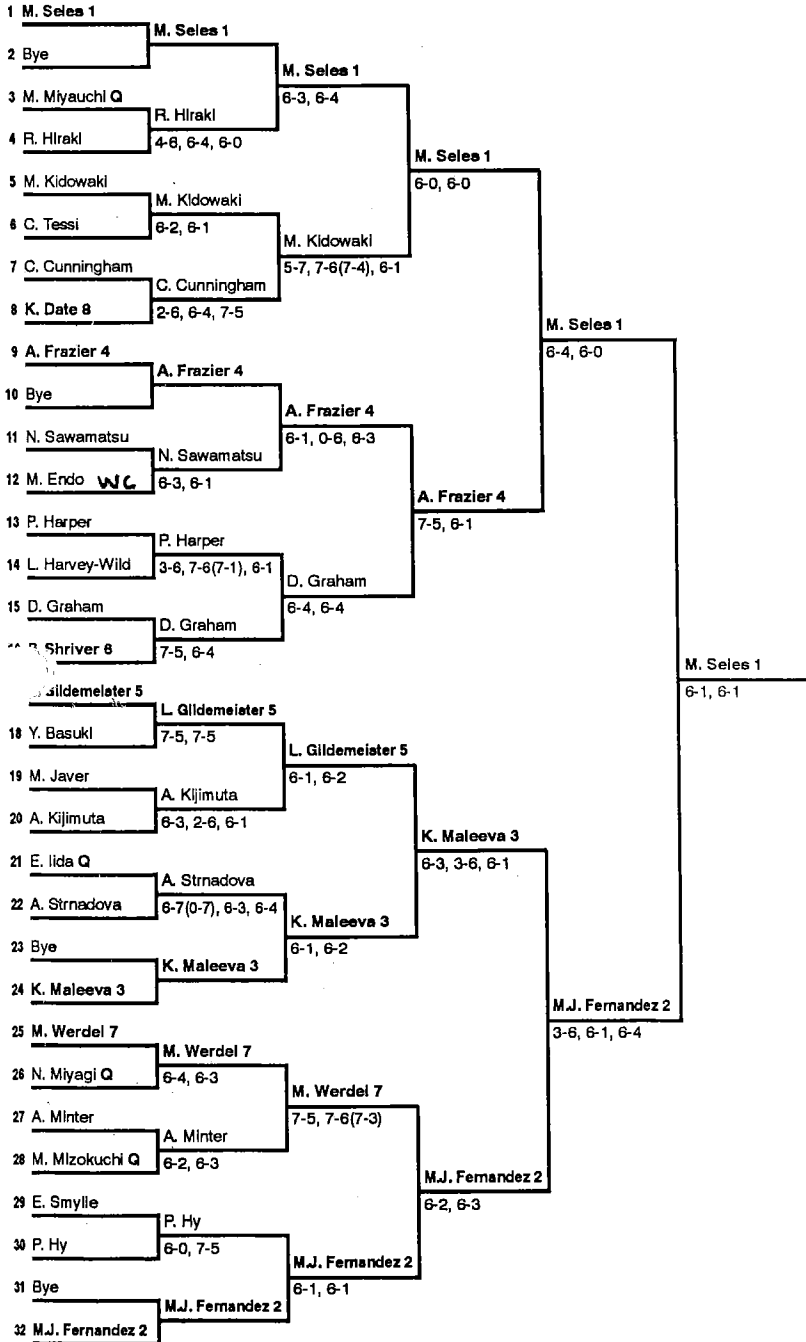 1 M. Seles 1
2 Bye
3 M. Miyauchi Q
4 R. Hiraki
5 M. Kidowaki
6 C. Tessi
7 C. Cunningham
8 K. Date 8
9 A. Frazier 4
10 Bye
11 N. Sawamatsu
12 M. Endo WC
13 P. Harper
14 L. Harvey-Wild
15 D. Graham
Shriver 6
Gildemeister 5
18 Y. Basuki
19 M. Javer
20 A. Kijimuta
21 E. Iida Q
22 A. Strnadova
23 Bye
24 K. Maleeva 3
25 M. Werdel 7
26 N. Miyagi Q
27 A. Minter
28 M. Mizokuchi Q
29 E. Smylie
30 P. Hy
31 Bye
32 M.J. Fernandez 2
M. Seles 1
R. Hiraki
4-6, 6-4, 6-0
M. Kidowaki
6-2, 6-1
C. Cunningham
2-6, 6-4, 7-5
A. Frazier 4
N. Sawamatsu
6-3, 6-1
P. Harper
3-6, 7-6(7-1), 6-1
D. Graham
7-5, 6-4
L. Gildemeister 5
7-5, 7-5
A. Kijimuta
6-3, 2-6, 6-1
A. Strnadova
6-7(0-7), 6-3, 6-4
K. Maleeva 3
M. Werdel 7
6-4, 6-3
A. Minter
6-2, 6-3
P. Hy
6-0, 7-5
M.J. Fernandez 2
M. Seles 1
6-3, 6-4
M. Kidowaki
5-7, 7-6(7-4), 6-1
A. Frazier 4
6-1, 0-6, 6-3
D. Graham
6-4, 6-4
L. Gildemeister 5
6-1, 6-2
K. Maleeva 3
6-1, 6-2
M. Werdel 7
7-5, 7-6(7-3)
M.J. Fernandez 2
6-1, 6-1
M. Seles 1
6-0, 6-0
A. Frazier 4
7-5, 6-1
K. Maleeva 3
6-3, 3-6, 6-1
M.J. Fernandez 2
6-2, 6-3
M. Seles 1
6-4, 6-0
M.J. Fernandez 2
3-6, 6-1, 6-4
M. Seles 1
6-1, 6-1